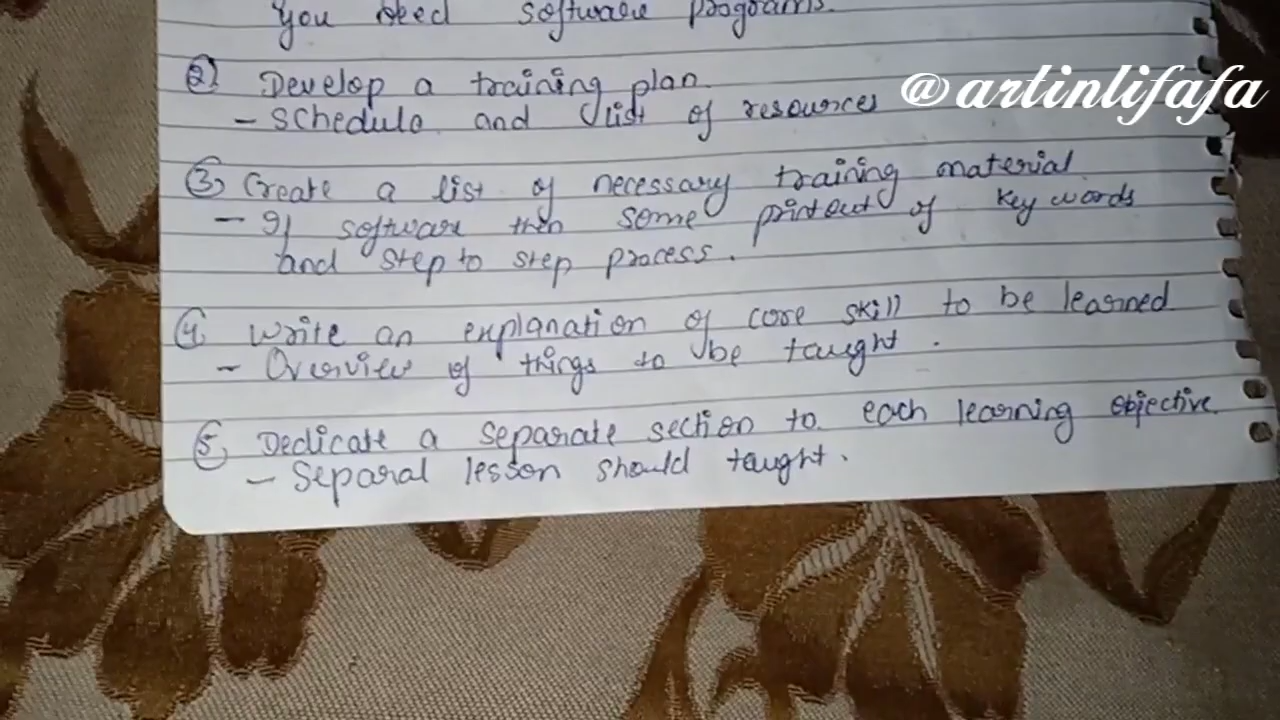 You need software programs.
② Develop a training plan.
- schedule and list of resources
@artinlifafa
③ Create a list of necessary training material.
- If software then some printout of key words
and step to step process.
④ Write an explanation of core skill to be learned
- Overview of things to be taught.
⑤ Dedicate a separate section to each learning objective.
- Separal lesson should taught.